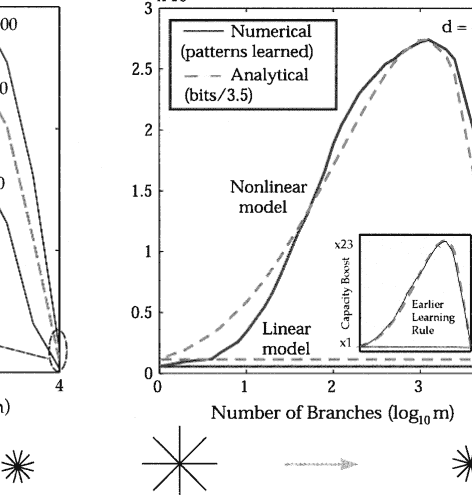 3
00
Numerical
(patterns learned)
Analytical
(bits/3.5)
d =
2.5
0
2
0
1.5
Nonlinear
model
1
x23
Capacity Boost
x1
Earlier
Learning
Rule
0.5
Linear
model
0
4
0
1
2
3
Number of Branches (log10m)